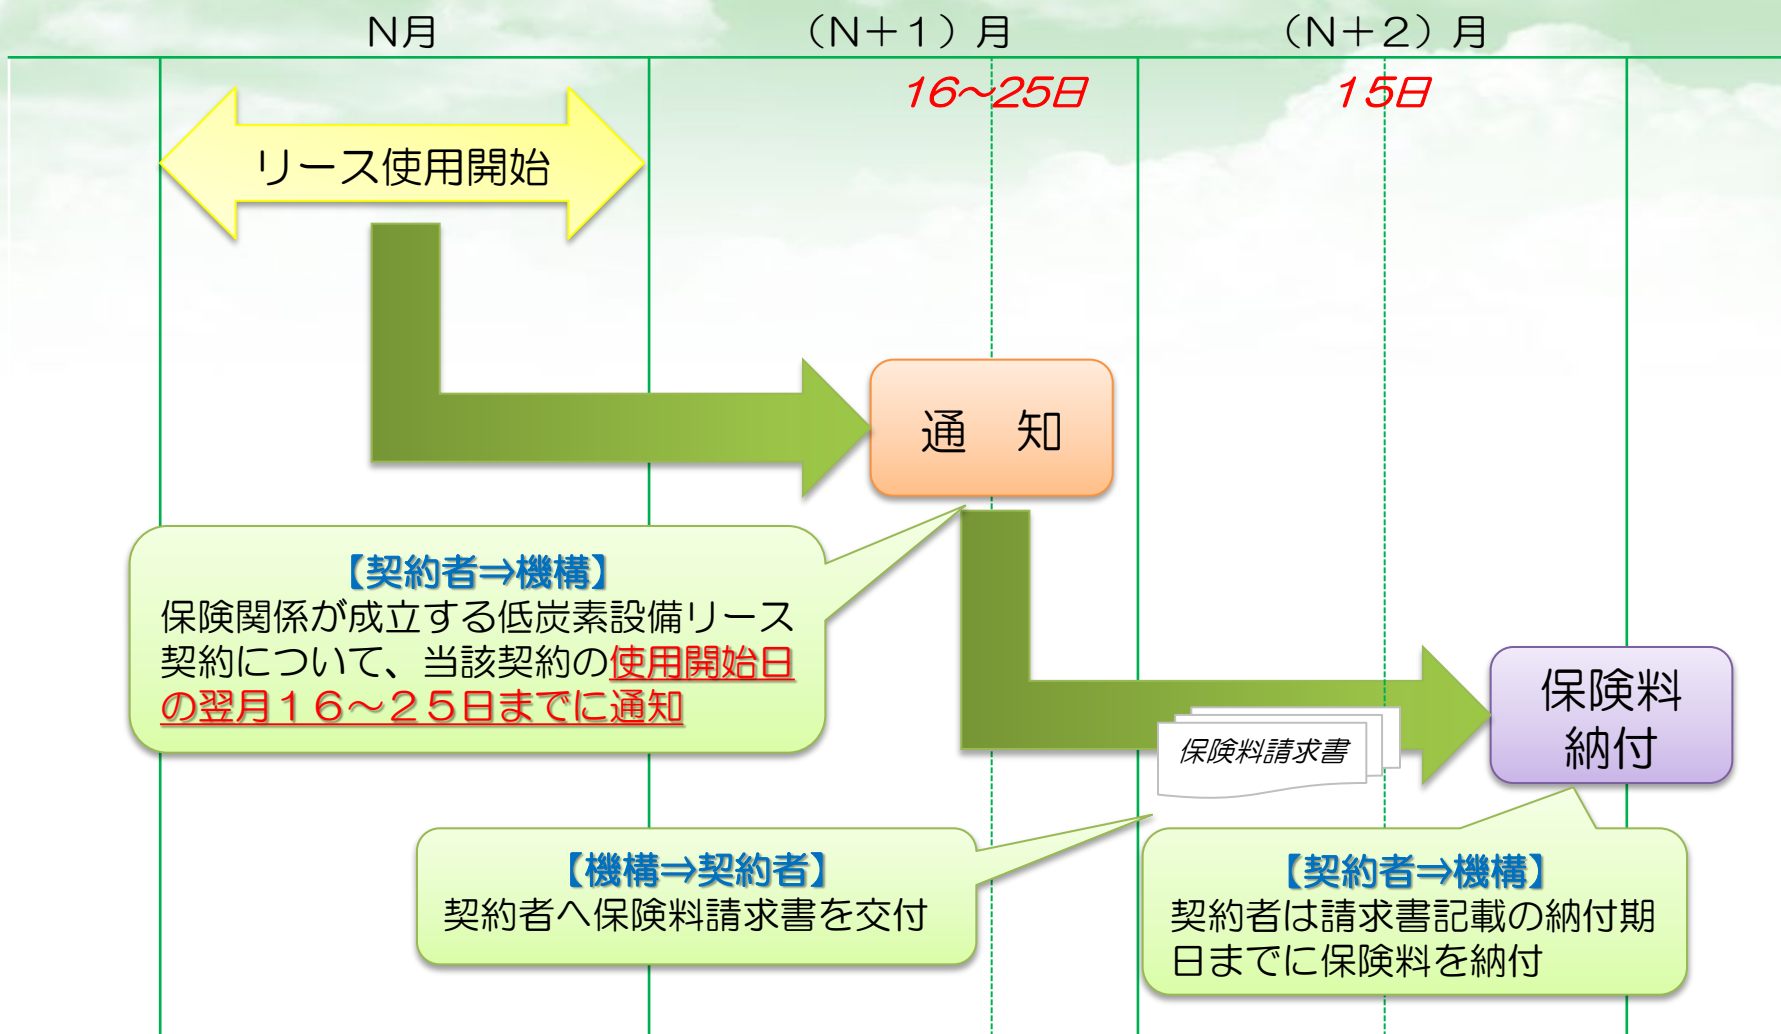 N月
（N＋１）月
（N＋２）月
16～25日
15日
リース使用開始
通　知
【契約者⇒機構】
保険関係が成立する低炭素設備リース
契約について、当該契約の使用開始日
の翌月１６～２５日までに通知
保険料
納付
保険料請求書
【機構⇒契約者】
契約者へ保険料請求書を交付
【契約者⇒機構】
契約者は請求書記載の納付期
日までに保険料を納付